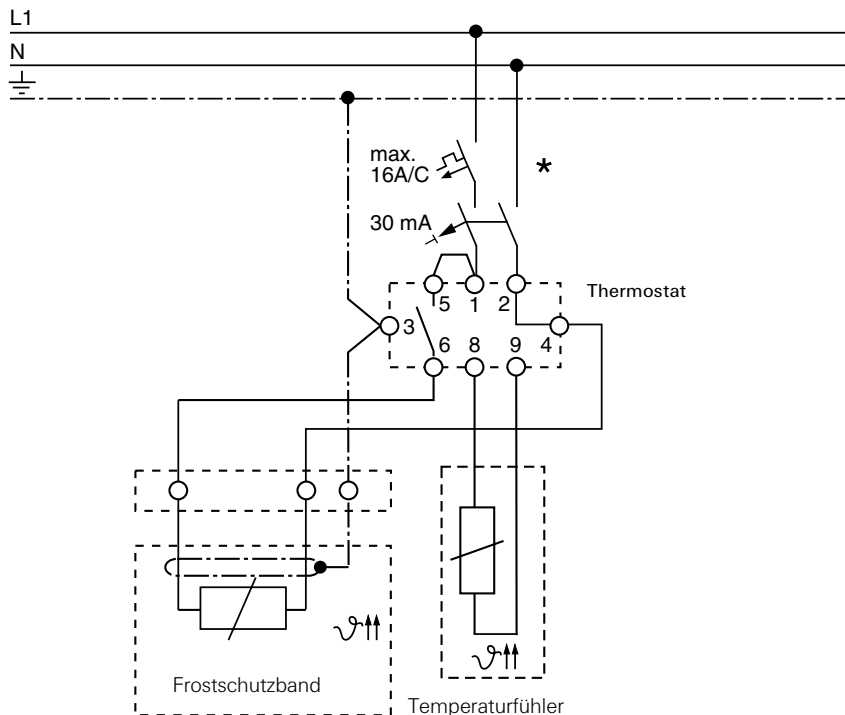 L1
N
max.
16A/C
*
30 mA
Thermostat
5 1 2
3
6 8 9 4
ϑ
ϑ
Frostschutzband
Temperaturfühler